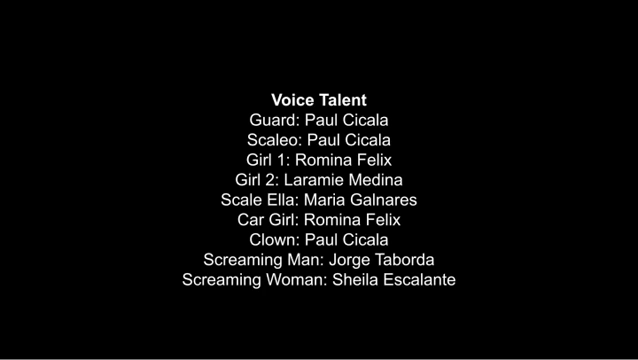 Voice Talent
Guard: Paul Cicala
Scaleo: Paul Cicala
Girl 1: Romina Felix
Girl 2: Laramie Medina
Scale Ella: Maria Galnares
Car Girl: Romina Felix
Clown: Paul Cicala
Screaming Man: Jorge Taborda
Screaming Woman: Sheila Escalante